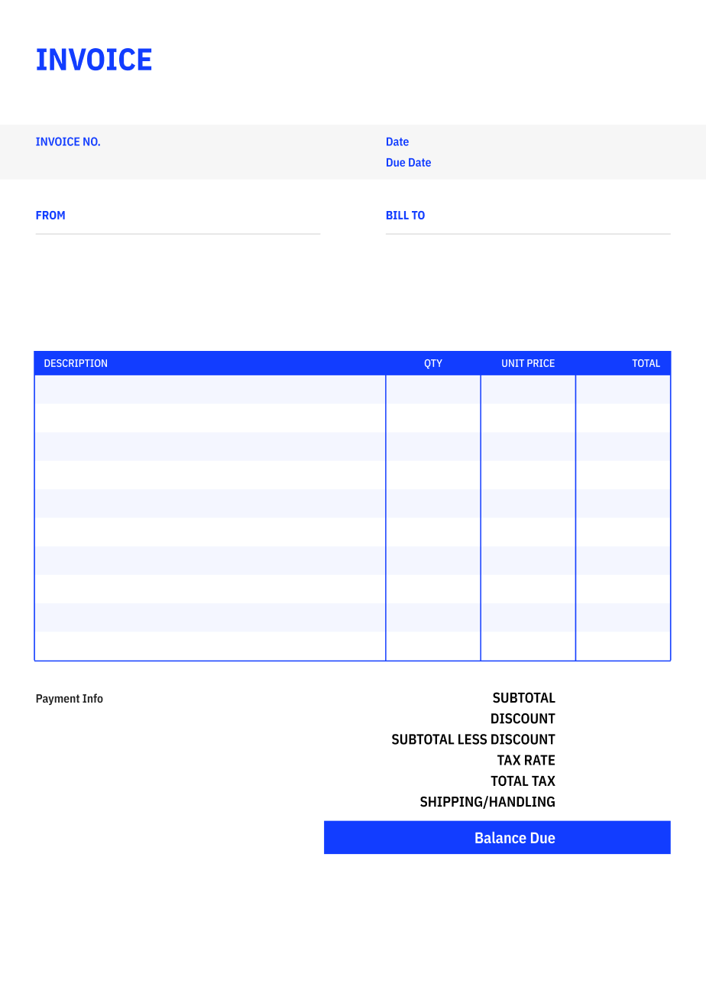 INVOICE
INVOICE NO.
Date
Due Date
FROM
BILL TO
DESCRIPTION QTY UNIT PRICE TOTAL
Payment Info
SUBTOTAL
DISCOUNT
SUBTOTAL LESS DISCOUNT
TAX RATE
TOTAL TAX
SHIPPING/HANDLING
Balance Due